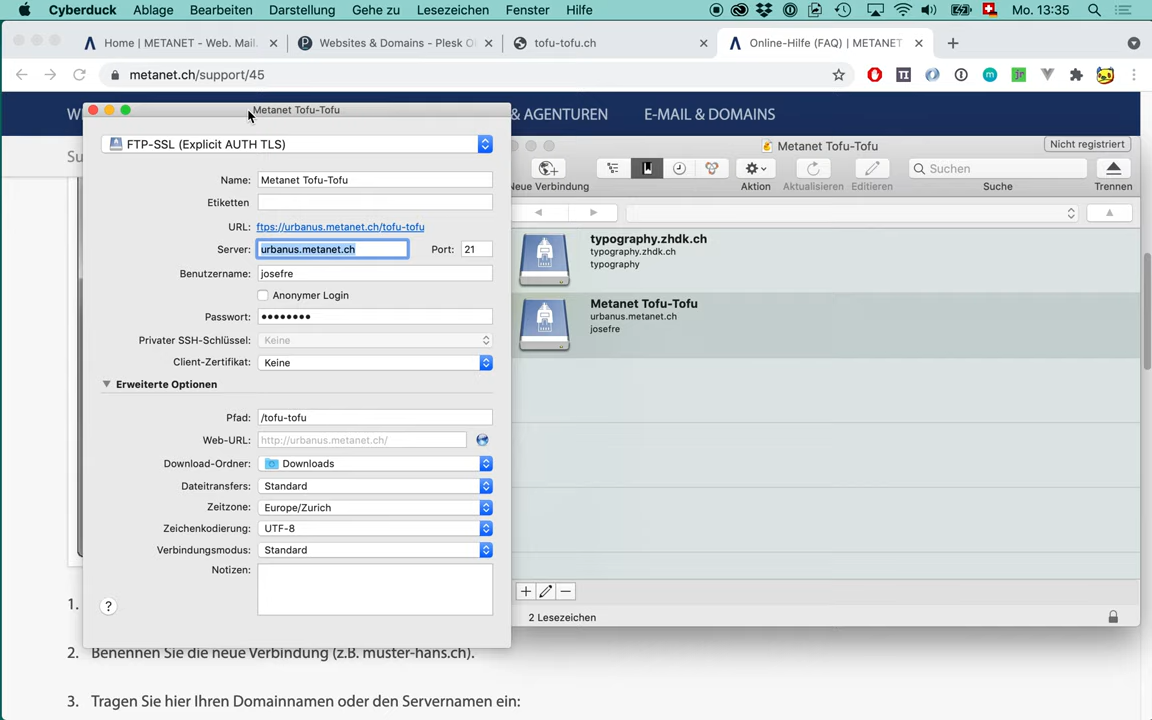 Cyberduck Ablage Bearbeiten Darstellung Gehe zu Lesezeichen Fenster Hilfe Mo. 13:35
Home | METANET - Web. Mail.
Websites & Domains - Plesk O
tofu-tofu.ch
Online-Hilfe (FAQ) | METANET
metanet.ch/support/45
& AGENTUREN
E-MAIL & DOMAINS
Metanet Tofu-Tofu
FTP-SSL (Explicit AUTH TLS)
Name: Metanet Tofu-Tofu
Etiketten
URL: ftps://urbanus.metanet.ch/tofu-tofu
Server: urbanus.metanet.ch Port: 21
Benutzername: josefre
Anonymer Login
Passwort: ••••••••
Privater SSH-Schlüssel: Keine
Client-Zertifikat: Keine
Erweiterte Optionen
Pfad: /tofu-tofu
Web-URL: http://urbanus.metanet.ch/
Download-Ordner: Downloads
Dateitransfers: Standard
Zeitzone: Europe/Zurich
Zeichenkodierung: UTF-8
Verbindungsmodus: Standard
Notizen:
?
Metanet Tofu-Tofu
Nicht registriert
Neue Verbindung
Aktion
Aktualisieren
Editieren
Suchen
Suche
Trennen
typography.zhdk.ch
typography.zhdk.ch
typography
Metanet Tofu-Tofu
urbanus.metanet.ch
josefre
2 Lesezeichen
1.
2. Benennen Sie die neue Verbindung (z.B. muster-hans.ch).
3. Tragen Sie hier Ihren Domainnamen oder den Servernamen ein: